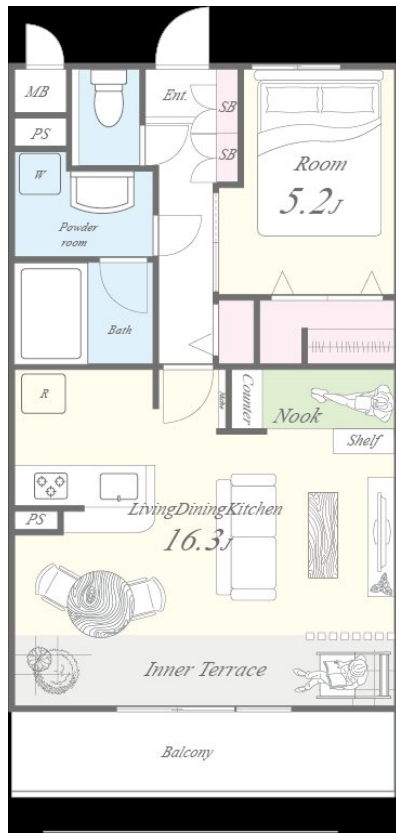 MB
Ent.
SB
PS
SB
W
Room
5.2J
Powder
room
Bath
R
Counter
Nook
Shelf
PS
LivingDiningKitchen
16.3J
Inner Terrace
Balcony